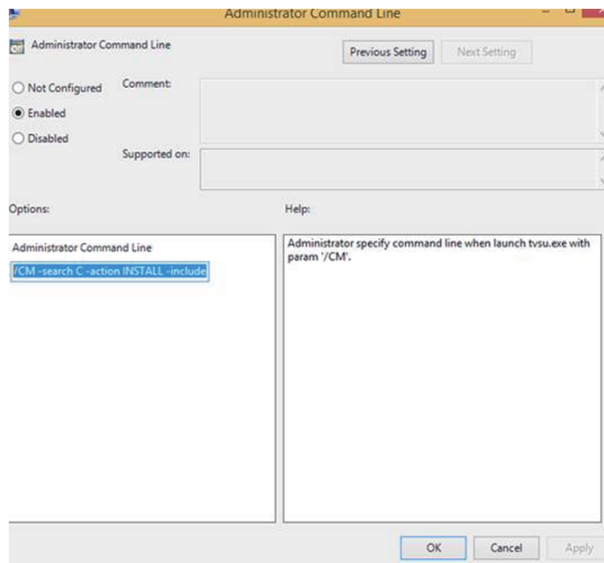 Administrator Command Line
Administrator Command Line
Previous Setting
Next Setting
Not Configured
Comment:
Enabled
Disabled
Supported on:
Options:
Help:
Administrator Command Line
/CM -search C -action INSTALL -include
Administrator specify command line when launch tvsu.exe with
param '/CM'.
OK
Cancel
Apply